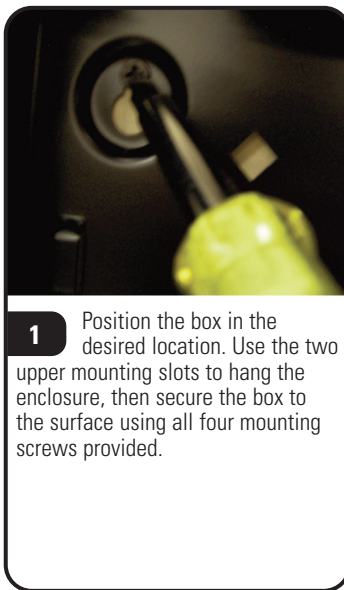 1
Position the box in the
desired location. Use the two
upper mounting slots to hang the
enclosure, then secure the box to
the surface using all four mounting
screws provided.